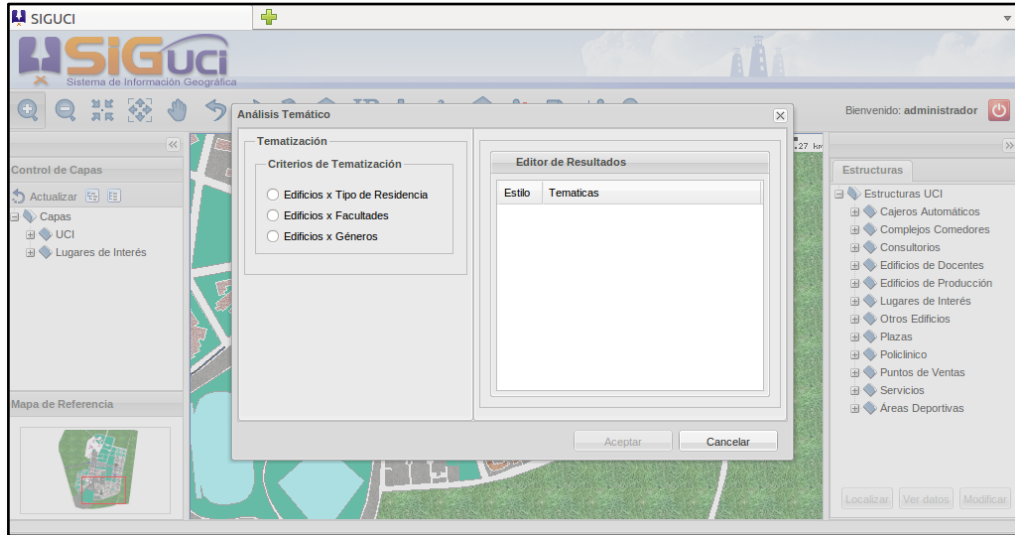 SIGUCI
SIGUCI
Sistema de Información Geográfica
Bienvenido: administrador
Control de Capas
Actualizar
Capas
UCI
Lugares de Interés
Mapa de Referencia
Análisis Temático
Tematización
Criterios de Tematización
Edificios x Tipo de Residencia
Edificios x Facultades
Edificios x Géneros
Editor de Resultados
Estilo Tematicas
Aceptar Cancelar
.27 km
Estructuras
Estructuras UCI
Cajeros Automáticos
Complejos Comedores
Consultorios
Edificios de Docentes
Edificios de Producción
Lugares de Interés
Otros Edificios
Plazas
Policlinico
Puntos de Ventas
Servicios
Áreas Deportivas
Localizar Ver datos Modificar